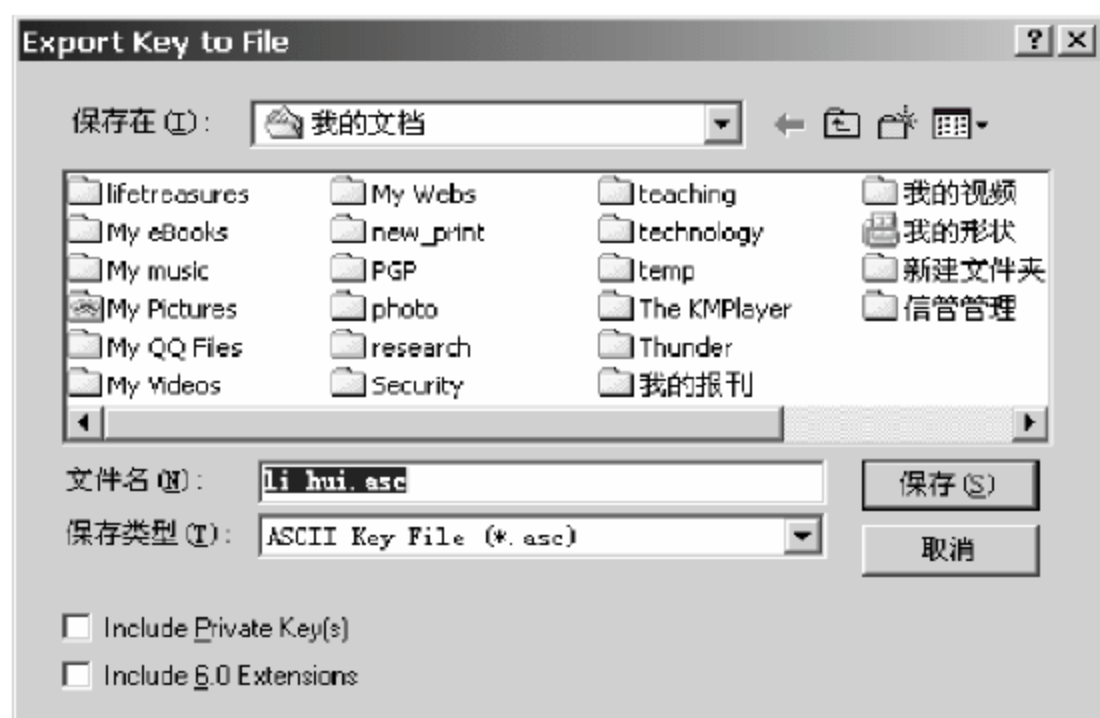 Export Key to File
保存在(I): 我的文档
lifetreasures My Webs teaching 我的视频
My eBooks new_print technology 我的形状
My music PGP temp 新建文件夹
My Pictures photo The KMPlayer 信管管理
My QQ Files research Thunder
My Videos Security 我的报刊
文件名(N): li hui.asc 保存(S)
保存类型(T): ASCII Key File (*.asc) 取消
Include Private Key(s)
Include 6.0 Extensions